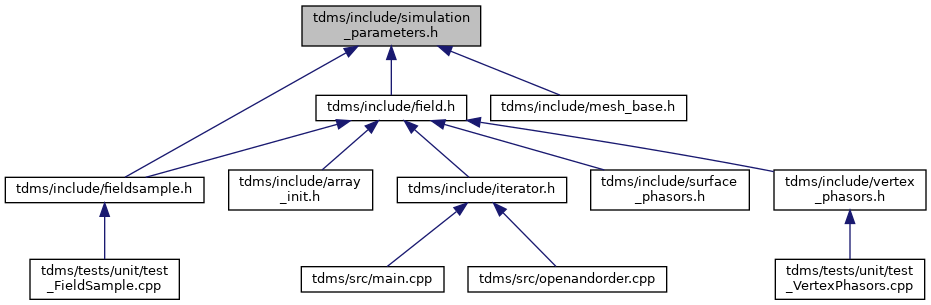 tdms/include/simulation
_parameters.h
tdms/include/field.h
tdms/include/mesh_base.h
tdms/include/fieldsample.h
tdms/include/array
_init.h
tdms/include/iterator.h
tdms/include/surface
_phasors.h
tdms/include/vertex
_phasors.h
tdms/tests/unit/test
_FieldSample.cpp
tdms/src/main.cpp
tdms/src/openandorder.cpp
tdms/tests/unit/test
_VertexPhasors.cpp